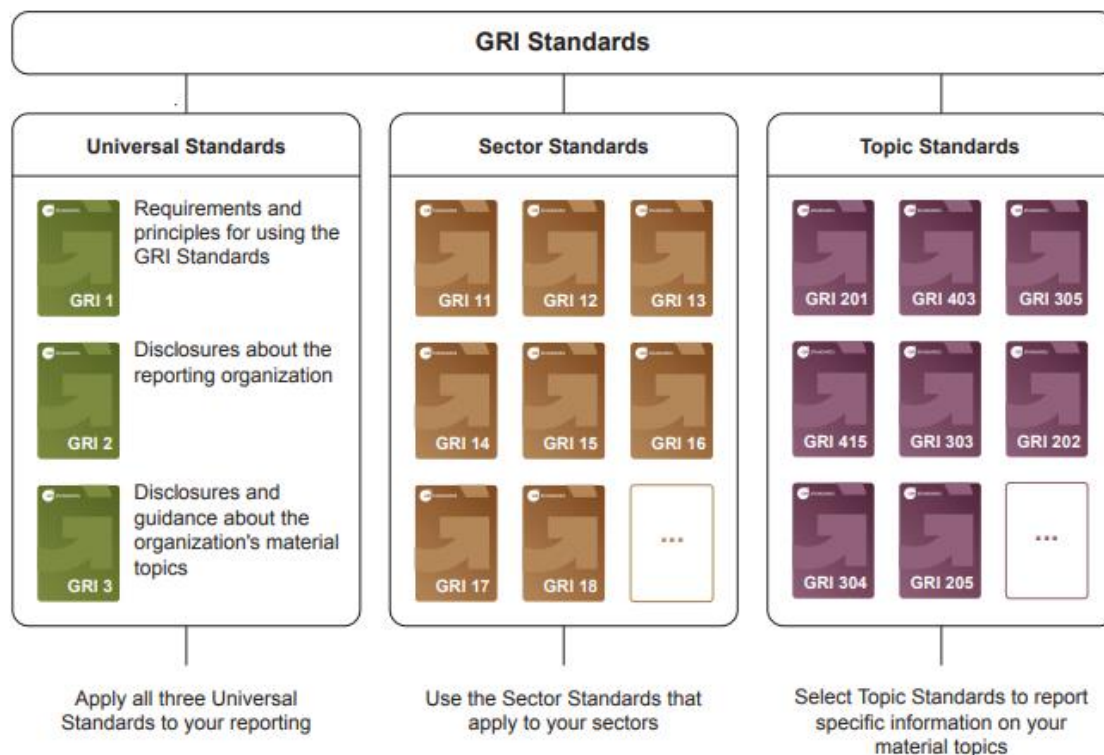 GRI Standards
Universal Standards
GRI 1
Requirements and
principles for using the
GRI Standards
GRI 2
Disclosures about the
reporting organization
GRI 3
Disclosures and
guidance about the
organization's material
topics
Apply all three Universal
Standards to your reporting
Sector Standards
GRI 11 GRI 12 GRI 13
GRI 14 GRI 15 GRI 16
GRI 17 GRI 18 ...
Use the Sector Standards that
apply to your sectors
Topic Standards
GRI 201 GRI 403 GRI 305
GRI 415 GRI 303 GRI 202
GRI 304 GRI 205 ...
Select Topic Standards to report
specific information on your
material topics